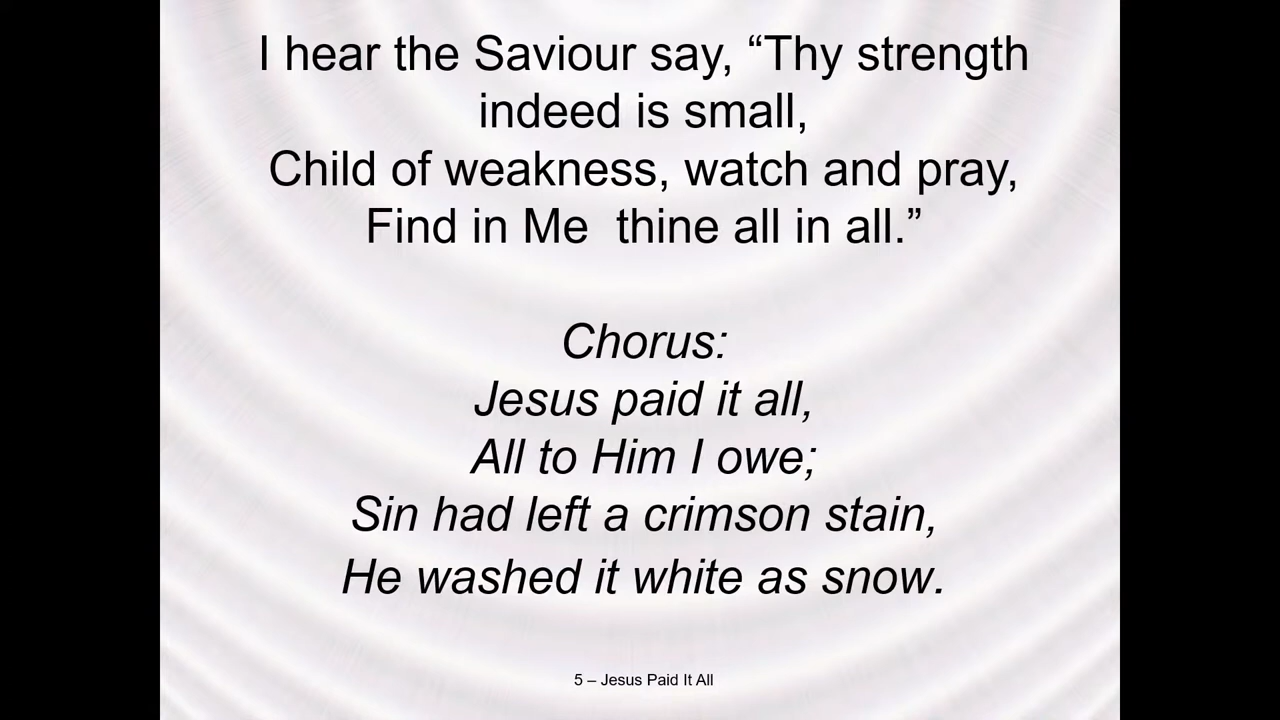 I hear the Saviour say, “Thy strength
indeed is small,
Child of weakness, watch and pray,
Find in Me  thine all in all.”
Chorus:
Jesus paid it all,
All to Him I owe;
Sin had left a crimson stain,
He washed it white as snow.
5 – Jesus Paid It All